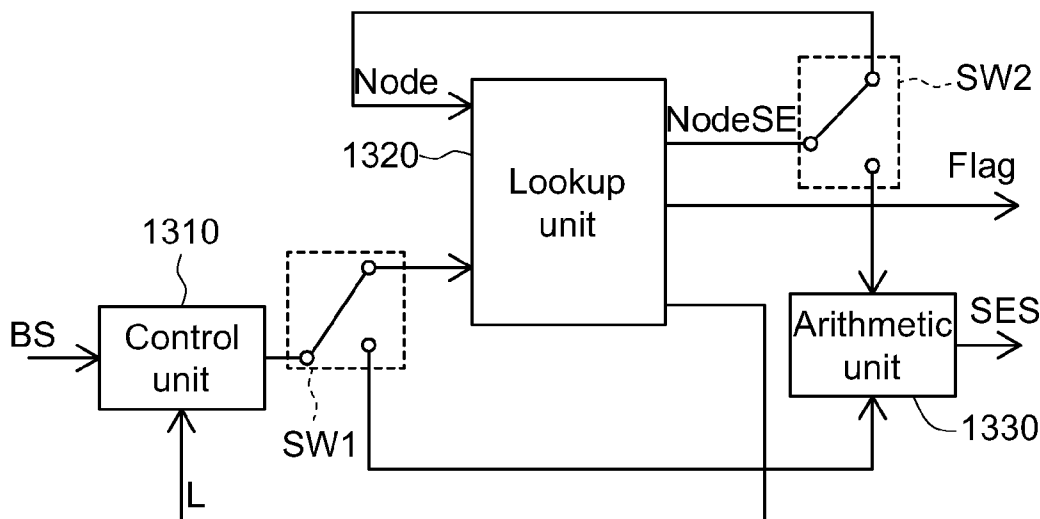 Node
1320
Lookup
unit
NodeSE
SW2
Flag
1310
BS
Control
unit
SW1
L
Arithmetic
unit
SES
1330